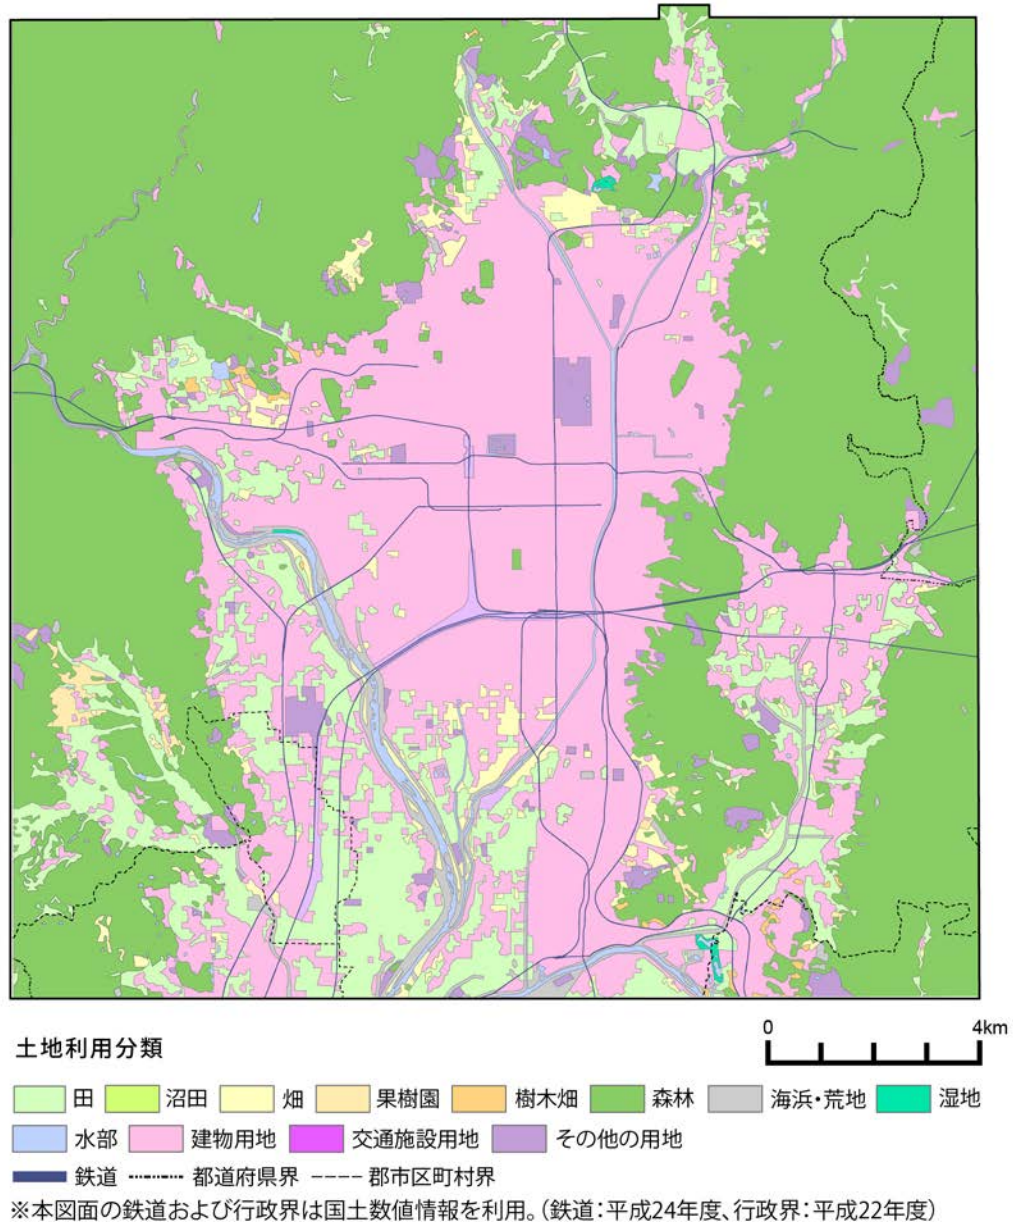 0 4km
土地利用分類
田 沼田 畑 果樹園 樹木畑 森林 海浜・荒地 湿地
水部 建物用地 交通施設用地 その他の用地
鉄道 都道府県界 郡市区町村界
※本図面の鉄道および行政界は国土数値情報を利用。(鉄道:平成24年度、行政界:平成22年度)